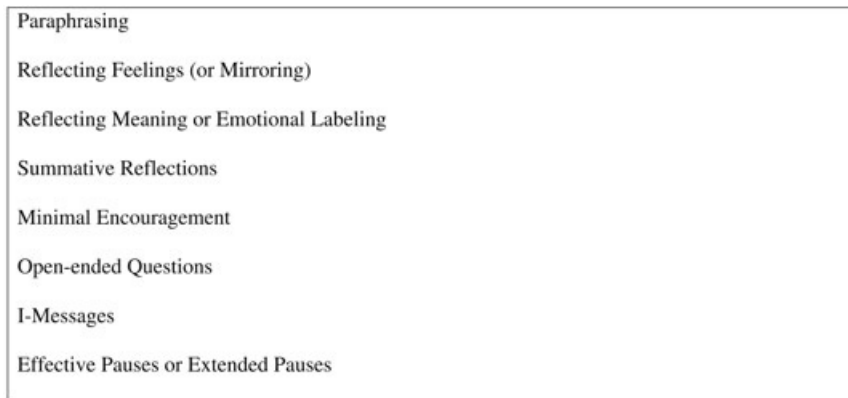 Paraphrasing
Reflecting Feelings (or Mirroring)
Reflecting Meaning or Emotional Labeling
Summative Reflections
Minimal Encouragement
Open-ended Questions
I-Messages
Effective Pauses or Extended Pauses